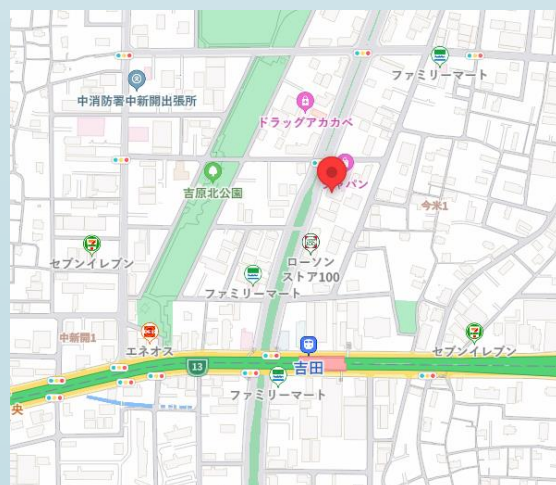 ファミリーマート
中消防署中新開出張所
ドラッグアカカベ
吉原北公園
ャパン
今米1
セブンイレブン
ローソン
ストア100
ファミリーマート
中新開1
エネオス
吉田
セブンイレブン
13
ファミリーマート
央